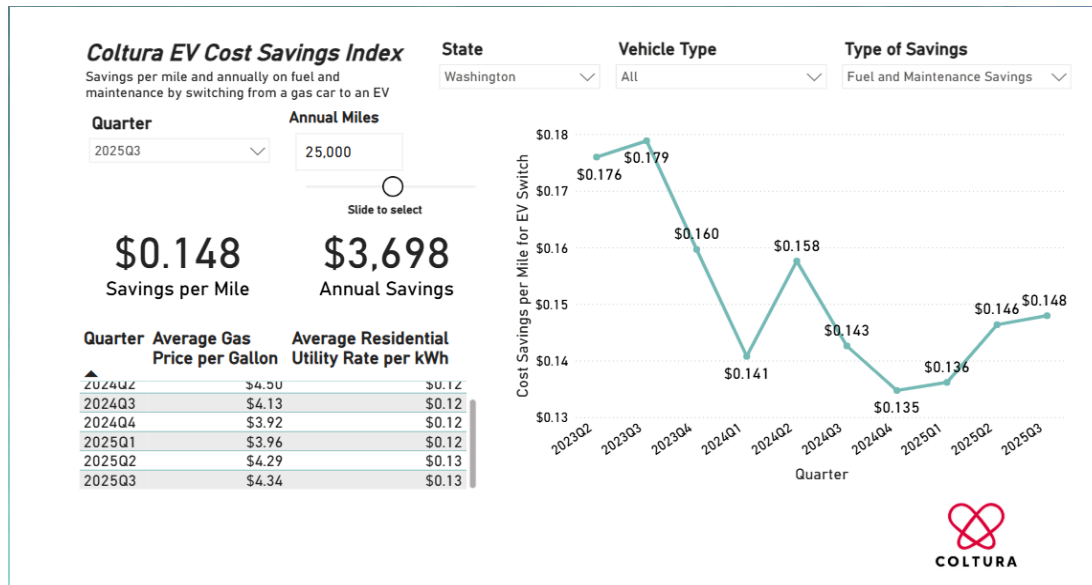 Coltura EV Cost Savings Index
Savings per mile and annually on fuel and
maintenance by switching from a gas car to an EV
State
Washington
Vehicle Type
All
Type of Savings
Fuel and Maintenance Savings
Quarter
2025Q3
Annual Miles
25,000
Slide to select
$0.148
Savings per Mile
$3,698
Annual Savings
Quarter Average Gas Price per Gallon Average Residential Utility Rate per kWh
2024Q2 $4.50 $0.12
2024Q3 $4.13 $0.12
2024Q4 $3.92 $0.12
2025Q1 $3.96 $0.12
2025Q2 $4.29 $0.13
2025Q3 $4.34 $0.13
Cost Savings per Mile for EV Switch
$0.18
$0.17
$0.16
$0.15
$0.14
$0.13
$0.176
$0.179
$0.160
$0.141
$0.158
$0.143
$0.135
$0.136
$0.146
$0.148
2023Q2
2023Q3
2023Q4
2024Q1
2024Q2
2024Q3
2024Q4
2025Q1
2025Q2
2025Q3
Quarter
COLTURA